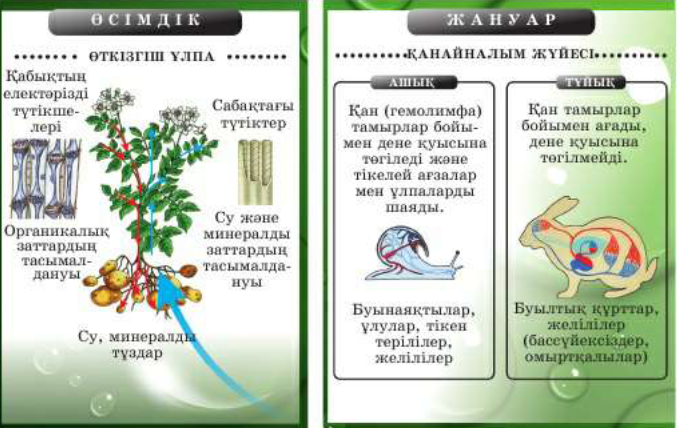 ӨСІМДІК
ӨТКІЗГІШ ҰЛПА
Қабықтың
електәрізді
түтікше-
лері
Сабақтағы
түтіктер
Органикалық
заттардың
тасымал-
дануы
Су және
минералды
заттардың
тасымалда-
нуы
Су, минералды
тұздар
ЖАНУАР
ҚАНАЙНАЛЫМ ЖҮЙЕСІ
АШЫҚ
Қан (гемолимфа)
тамырлар бойы-
мен дене қуысына
төгіледі және
тікелей ағзалар
мен ұлпаларды
шаяды.
Буынаяқтылар,
ұлулар, тікен
терілілер,
желілілер
ТҰЙЫҚ
Қан тамырлар
бойымен ағады,
дене қуысына
төгілмейді.
Буылтық құрттар,
желілілер
(бассүйексіздер,
омыртқалылар)